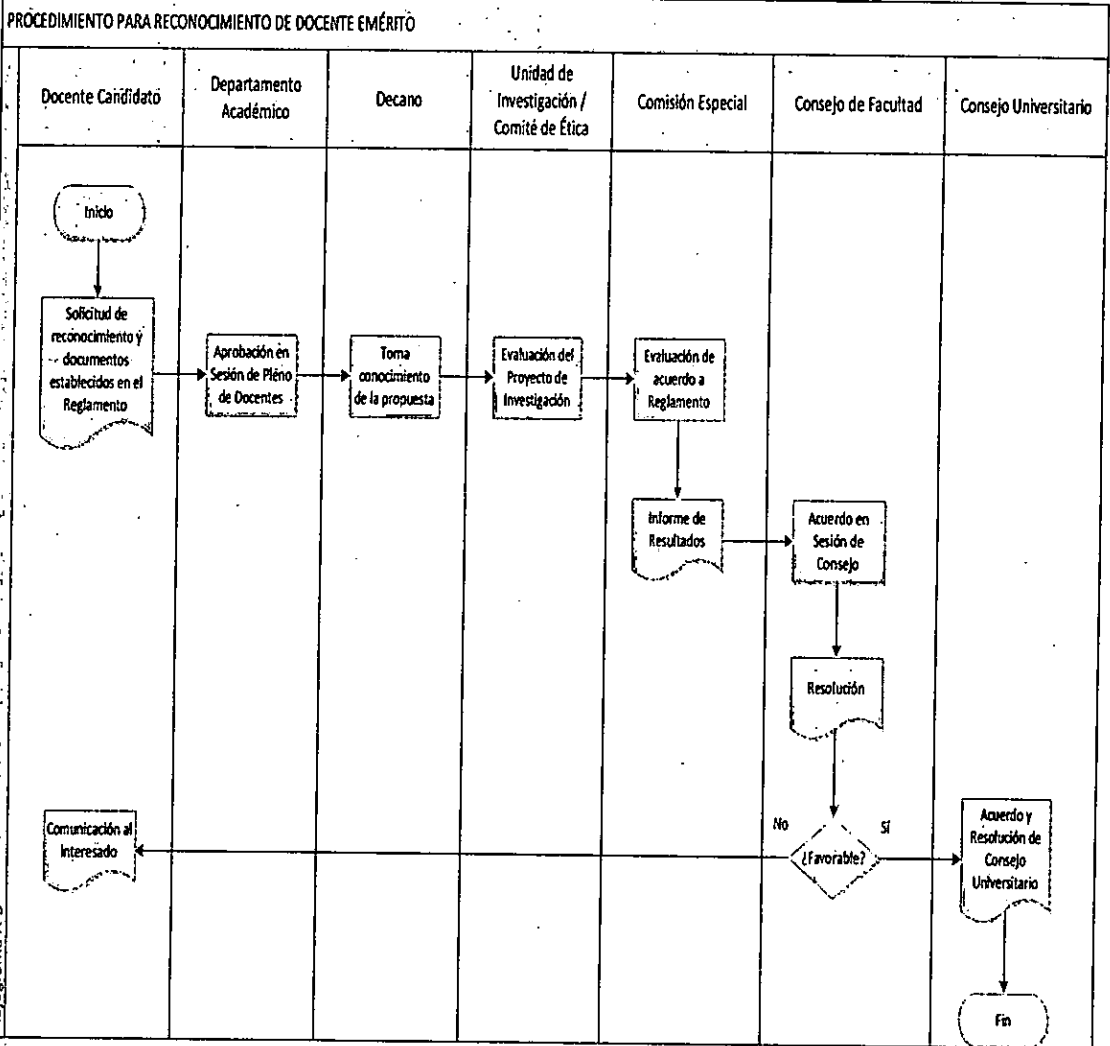 PROCEDIMIENTO PARA RECONOCIMIENTO DE DOCENTE EMÉRITO
Docente Candidato
Departamento
Académico
Decano
Unidad de
Investigación /
Comité de Ética
Comisión Especial
Consejo de Facultad
Consejo Universitario
Inicio
Solicitud de
reconocimiento y
documentos
establecidos en el
Reglamento
Aprobación en
Sesión de Pleno
de Docentes
Toma
conocimiento
de la propuesta
Evaluación del
Proyecto de
Investigación
Evaluación de
acuerdo a
Reglamento
Informe de
Resultados
Acuerdo en
Sesión de
Consejo
Resolución
Comunicación al
Interesado
No
¿Favorable?
Sí
Acuerdo y
Resolución de
Consejo
Universitario
Fin